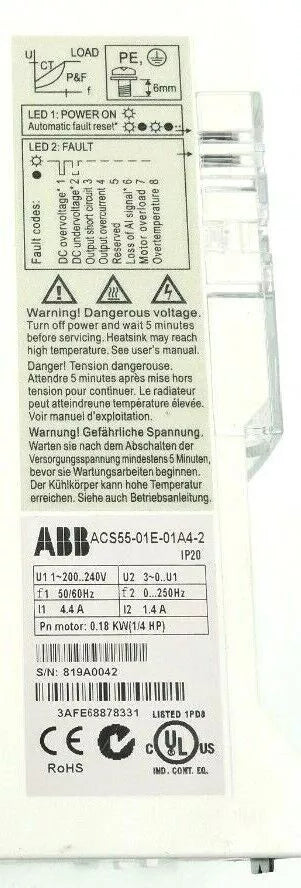 U
LOAD
PE,
CT
P&F
f
6mm
LED 1: POWER ON
Automatic fault reset*
LED 2: FAULT
Fault codes:
DC overvoltage* 1
DC undervoltage* 2
Output short circuit 3
Output overcurrent 4
Reserved 5
Loss of AI signal* 6
Motor overload 7
Overtemperature 8
Warning! Dangerous voltage.
Turn off power and wait 5 minutes
before servicing. Heatsink may reach
high temperature. See user's manual.
Danger! Tension dangerouse.
Attendre 5 minutes après mise hors
tension pour continuer. Le radiateur
peut atteindreune température élevée.
Voir manuel d'exploitation.
Warnung! Gefährliche Spannung.
Warten sie nach dem Abschalten der
Versorgungsspannung mindestens 5 Minuten,
bevor sie Wartungsarbeiten beginnen.
Der Kühlkörper kann hohe Temperatur
erreichen. Siehe auch Betriebsanleitung.
ABB ACS55-01E-01A4-2
IP20
U1 1~200..240V U2 3~0..U1
f1 50/60Hz f2 0...250Hz
I1 4.4 A I2 1.4 A
Pn motor: 0.18 KW(1/4 HP)
S/N: 819A0042
3AFE68878331 LISTED 1PD8
CE N C UL US
RoHS IND. CONT. EQ.